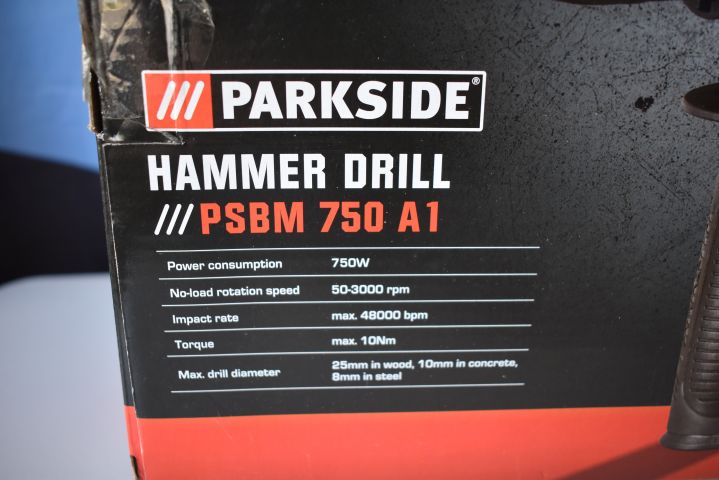 /// PARKSIDE®
HAMMER DRILL
/// PSBM 750 A1
Power consumption 750W
No-load rotation speed 50-3000 rpm
Impact rate max. 48000 bpm
Torque max. 10Nm
Max. drill diameter 25mm in wood, 10mm in concrete,
8mm in steel